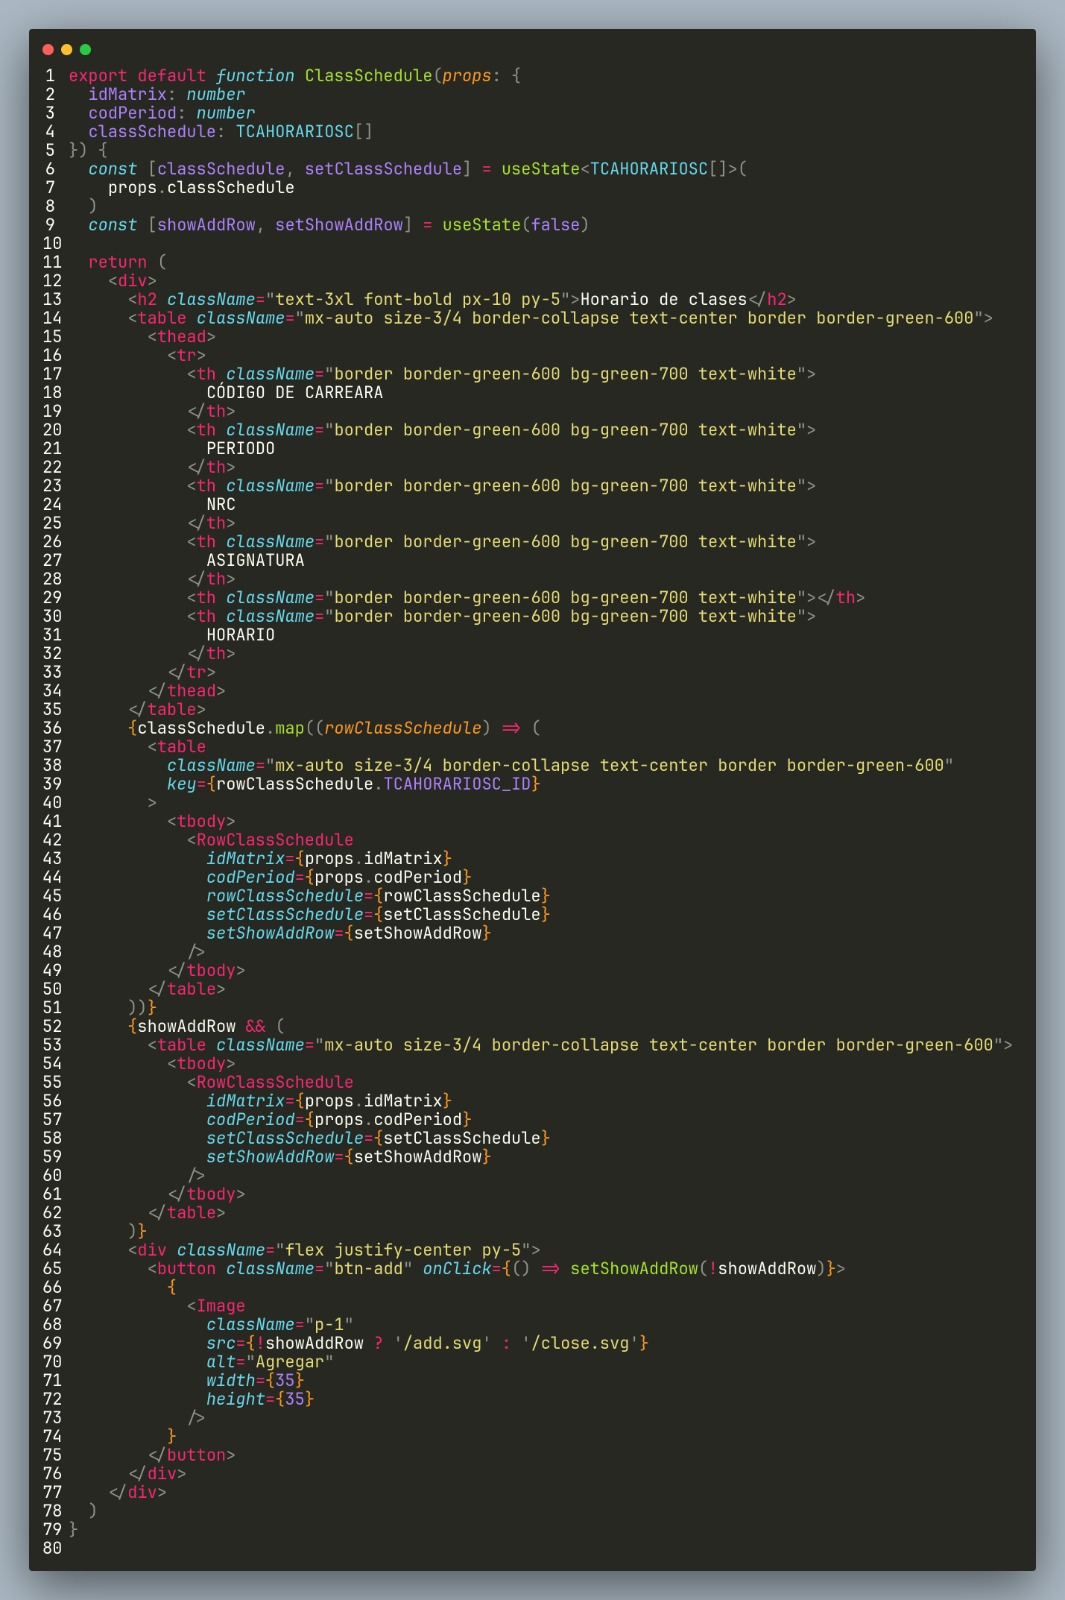 1 export default function ClassSchedule(props: {
2   idMatrix: number
3   codPeriod: number
4   classSchedule: TCAHORARIOSC[]
5 }) {
6   const [classSchedule, setClassSchedule] = useState<TCAHORARIOSC[]>(
7     props.classSchedule
8   )
9   const [showAddRow, setShowAddRow] = useState(false)
10
11   return (
12     <div>
13       <h2 className="text-3xl font-bold px-10 py-5">Horario de clases</h2>
14       <table className="mx-auto size-3/4 border-collapse text-center border border-green-600">
15         <thead>
16           <tr>
17             <th className="border border-green-600 bg-green-700 text-white">
18               CÓDIGO DE CARREARA
19             </th>
20             <th className="border border-green-600 bg-green-700 text-white">
21               PERIODO
22             </th>
23             <th className="border border-green-600 bg-green-700 text-white">
24               NRC
25             </th>
26             <th className="border border-green-600 bg-green-700 text-white">
27               ASIGNATURA
28             </th>
29             <th className="border border-green-600 bg-green-700 text-white"></th>
30             <th className="border border-green-600 bg-green-700 text-white">
31               HORARIO
32             </th>
33           </tr>
34         </thead>
35       </table>
36       {classSchedule.map((rowClassSchedule) => (
37         <table
38           className="mx-auto size-3/4 border-collapse text-center border border-green-600"
39           key={rowClassSchedule.TCAHORARIOSC_ID}
40         >
41           <tbody>
42             <RowClassSchedule
43               idMatrix={props.idMatrix}
44               codPeriod={props.codPeriod}
45               rowClassSchedule={rowClassSchedule}
46               setClassSchedule={setClassSchedule}
47               setShowAddRow={setShowAddRow}
48             />
49           </tbody>
50         </table>
51       ))}
52       {showAddRow && (
53         <table className="mx-auto size-3/4 border-collapse text-center border border-green-600">
54           <tbody>
55             <RowClassSchedule
56               idMatrix={props.idMatrix}
57               codPeriod={props.codPeriod}
58               setClassSchedule={setClassSchedule}
59               setShowAddRow={setShowAddRow}
60             />
61           </tbody>
62         </table>
63       )}
64       <div className="flex justify-center py-5">
65         <button className="btn-add" onClick={() => setShowAddRow(!showAddRow)}>
66           {
67             <Image
68               className="p-1"
69               src={!showAddRow ? '/add.svg' : '/close.svg'}
70               alt="Agregar"
71               width={35}
72               height={35}
73             />
74           }
75         </button>
76       </div>
77     </div>
78   )
79 }
80